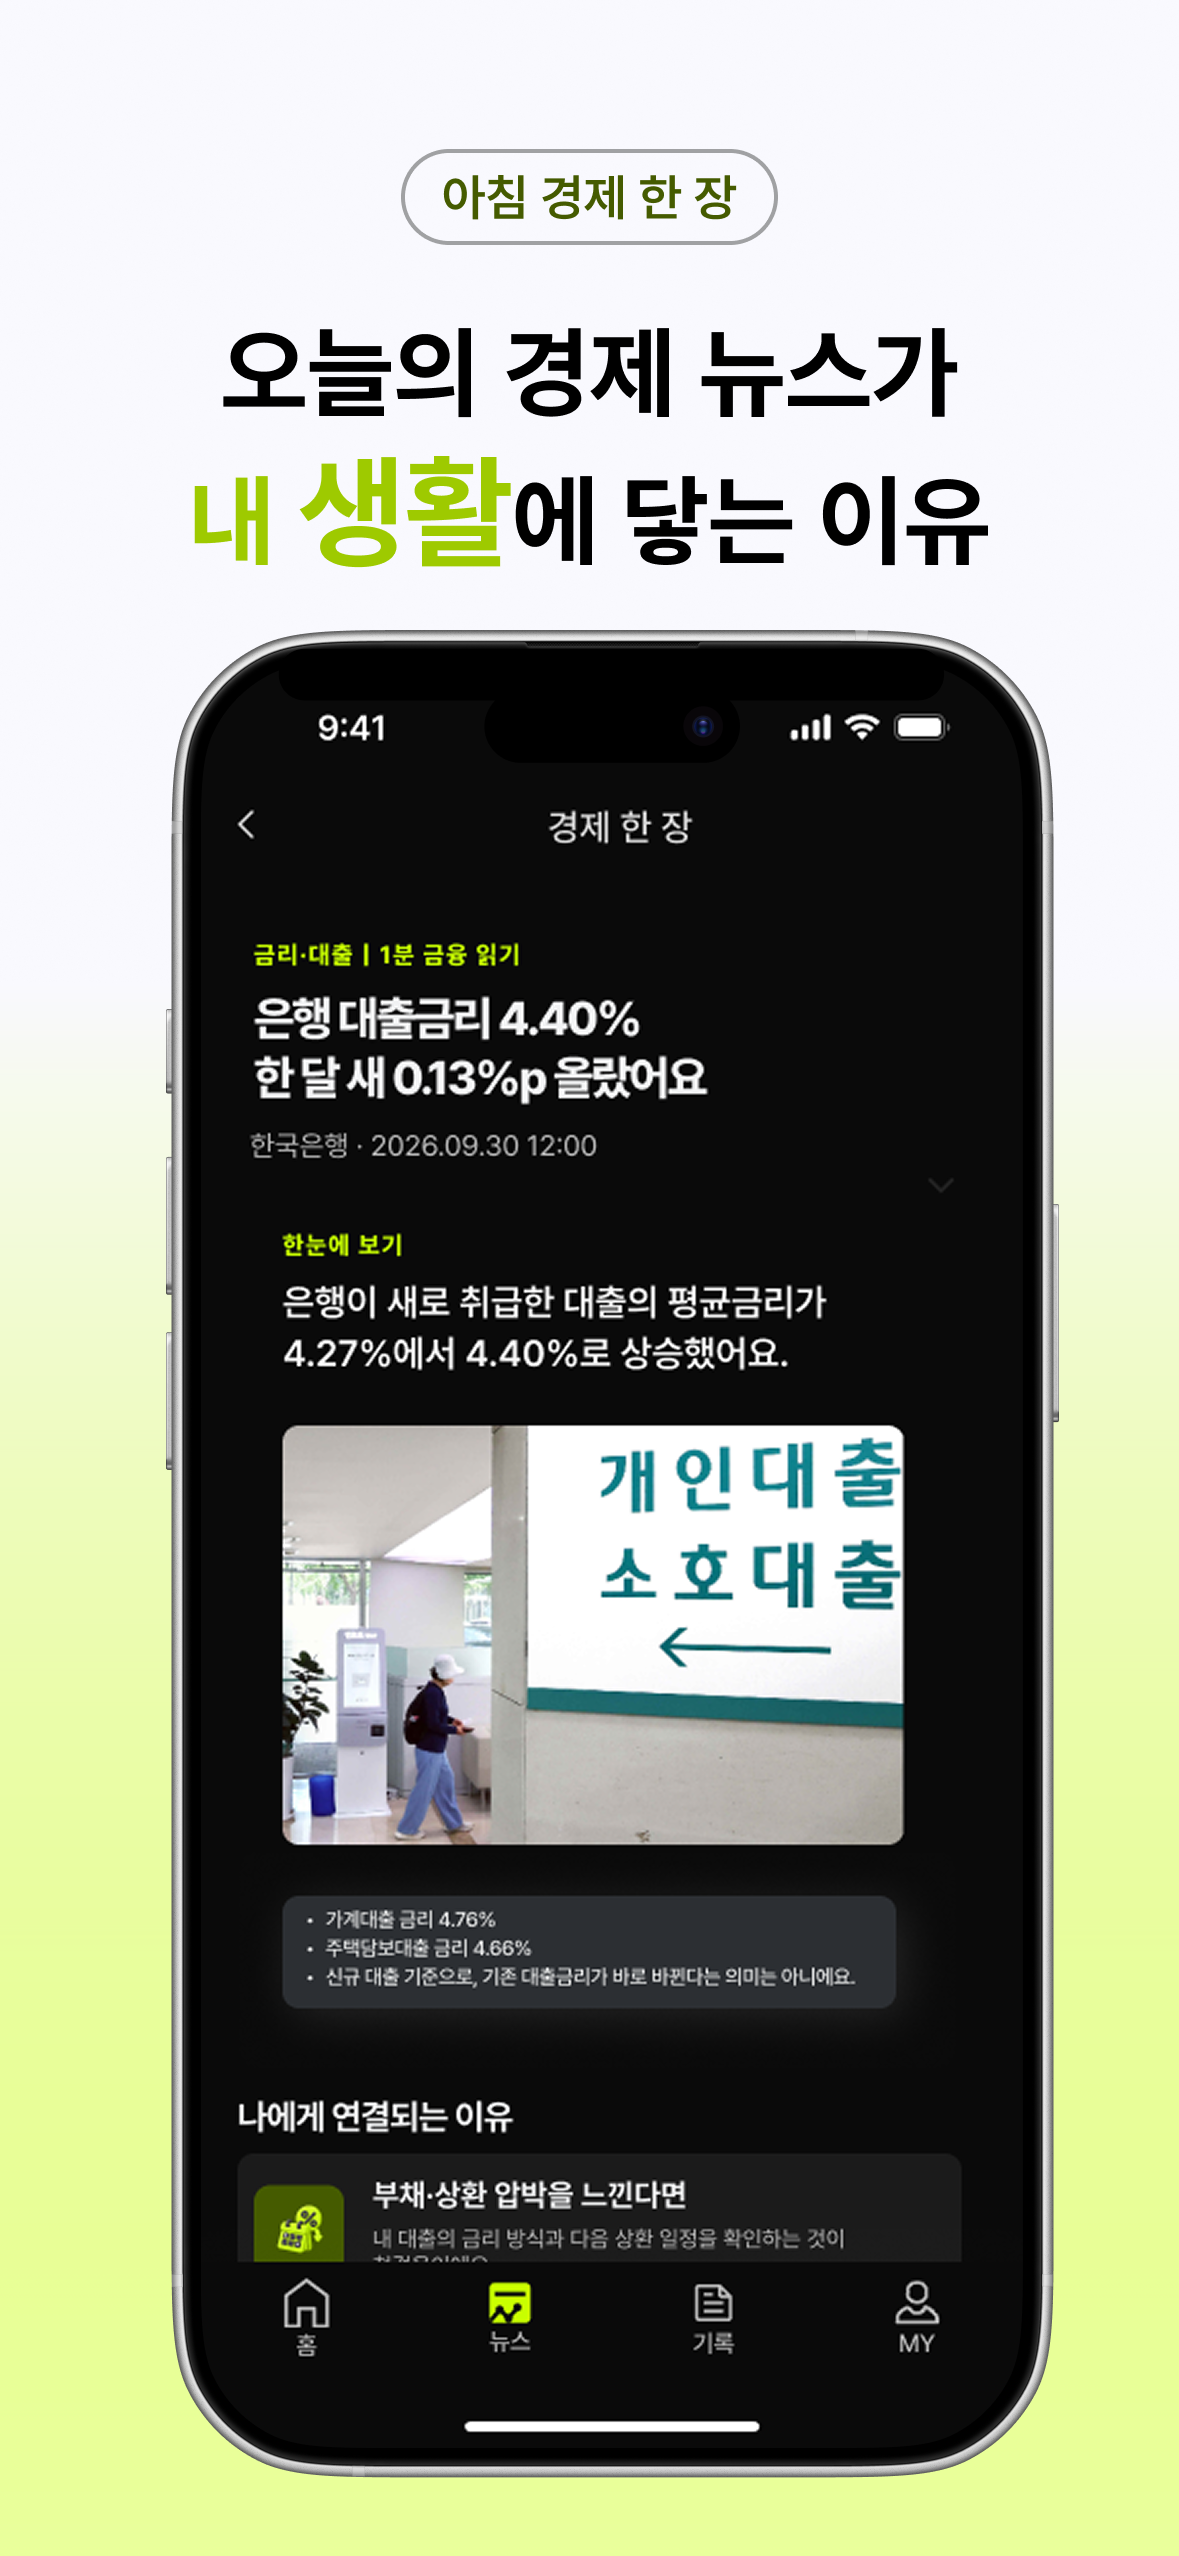 아침 경제 한 장
오늘의 경제 뉴스가
내 생활에 닿는 이유
9:41
경제 한 장
금리·대출 | 1분 금융 읽기
은행 대출금리 4.40%
한 달 새 0.13%p 올랐어요
한국은행 · 2026.09.30 12:00
한눈에 보기
은행이 새로 취급한 대출의 평균금리가
4.27%에서 4.40%로 상승했어요.
개인대출
소호대출
• 가계대출 금리 4.76%
• 주택담보대출 금리 4.66%
• 신규 대출 기준으로, 기존 대출금리가 바로 바뀐다는 의미는 아니에요.
나에게 연결되는 이유
부채·상환 압박을 느낀다면
내 대출의 금리 방식과 다음 상환 일정을 확인하는 것이
홈
뉴스
기록
MY